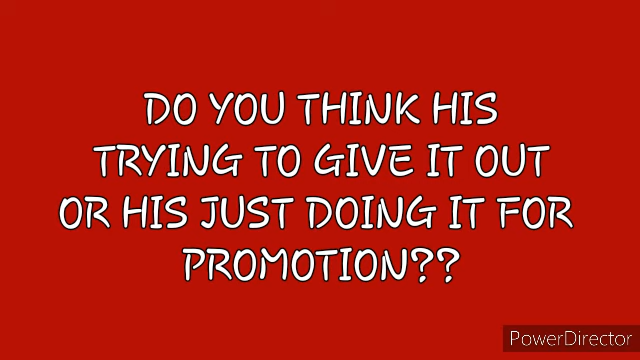 DO YOU THINK HIS
TRYING TO GIVE IT OUT
OR HIS JUST DOING IT FOR
PROMOTION??
PowerDirector